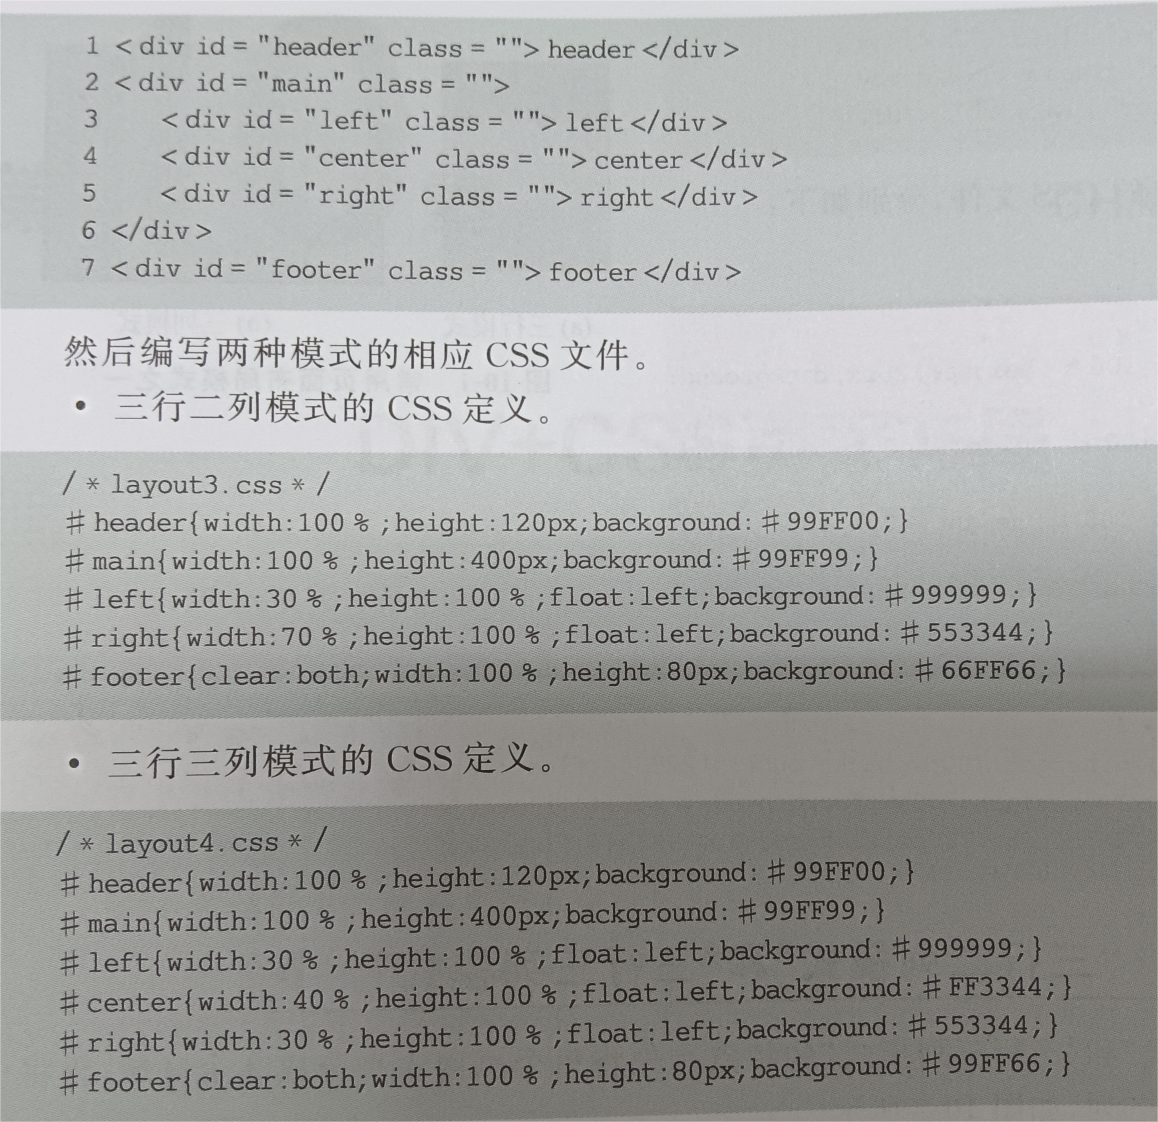 1 <div id="header" class="">header</div>
2 <div id="main" class="">
3 <div id="left" class="">left</div>
4 <div id="center" class="">center</div>
5 <div id="right" class="">right</div>
6 </div>
7 <div id="footer" class="">footer</div>
然后编写两种模式的相应 CSS 文件。
• 三行二列模式的 CSS 定义。
/* layout3.css */
#header{width:100%;height:120px;background:#99FF00;}
#main{width:100%;height:400px;background:#99FF99;}
#left{width:30%;height:100%;float:left;background:#999999;}
#right{width:70%;height:100%;float:left;background:#553344;}
#footer{clear:both;width:100%;height:80px;background:#66FF66;}
• 三行三列模式的 CSS 定义。
/* layout4.css */
#header{width:100%;height:120px;background:#99FF00;}
#main{width:100%;height:400px;background:#99FF99;}
#left{width:30%;height:100%;float:left;background:#999999;}
#center{width:40%;height:100%;float:left;background:#FF3344;}
#right{width:30%;height:100%;float:left;background:#553344;}
#footer{clear:both;width:100%;height:80px;background:#99FF66;}